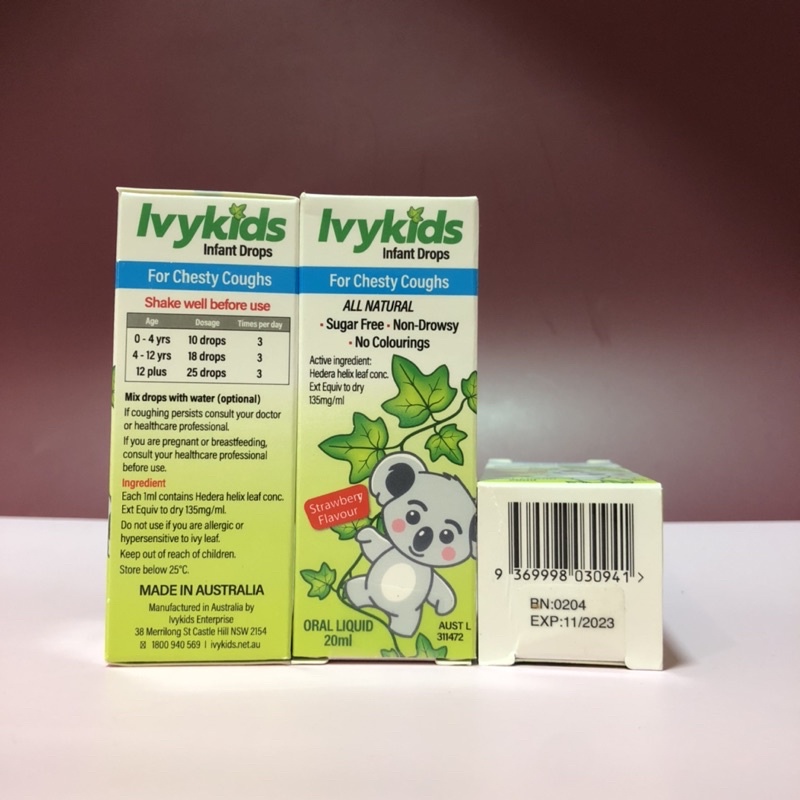 Ivykids
Infant Drops
For Chesty Coughs
Shake well before use
Age Dosage Times per day
0 - 4 yrs 10 drops 3
4 - 12 yrs 18 drops 3
12 plus 25 drops 3
Mix drops with water (optional)
If coughing persists consult your doctor
or healthcare professional.
If you are pregnant or breastfeeding,
consult your healthcare professional
before use.
Ingredient
Each 1ml contains Hedera helix leaf conc.
Ext Equiv to dry 135mg/ml.
Do not use if you are allergic or
hypersensitive to ivy leaf.
Keep out of reach of children.
Store below 25°C.
MADE IN AUSTRALIA
Manufactured in Australia by
Ivykids Enterprise
38 Merrilong St Castle Hill NSW 2154
1800 940 569 | ivykids.net.au
Ivykids
Infant Drops
For Chesty Coughs
ALL NATURAL
• Sugar Free • Non-Drowsy
• No Colourings
Active ingredient:
Hedera helix leaf conc.
Ext Equiv to dry
135mg/ml
Strawbery
Flavour
ORAL LIQUID
20ml
AUST L
311472
9 369998 030941 >
BN:0204
EXP:11/2023